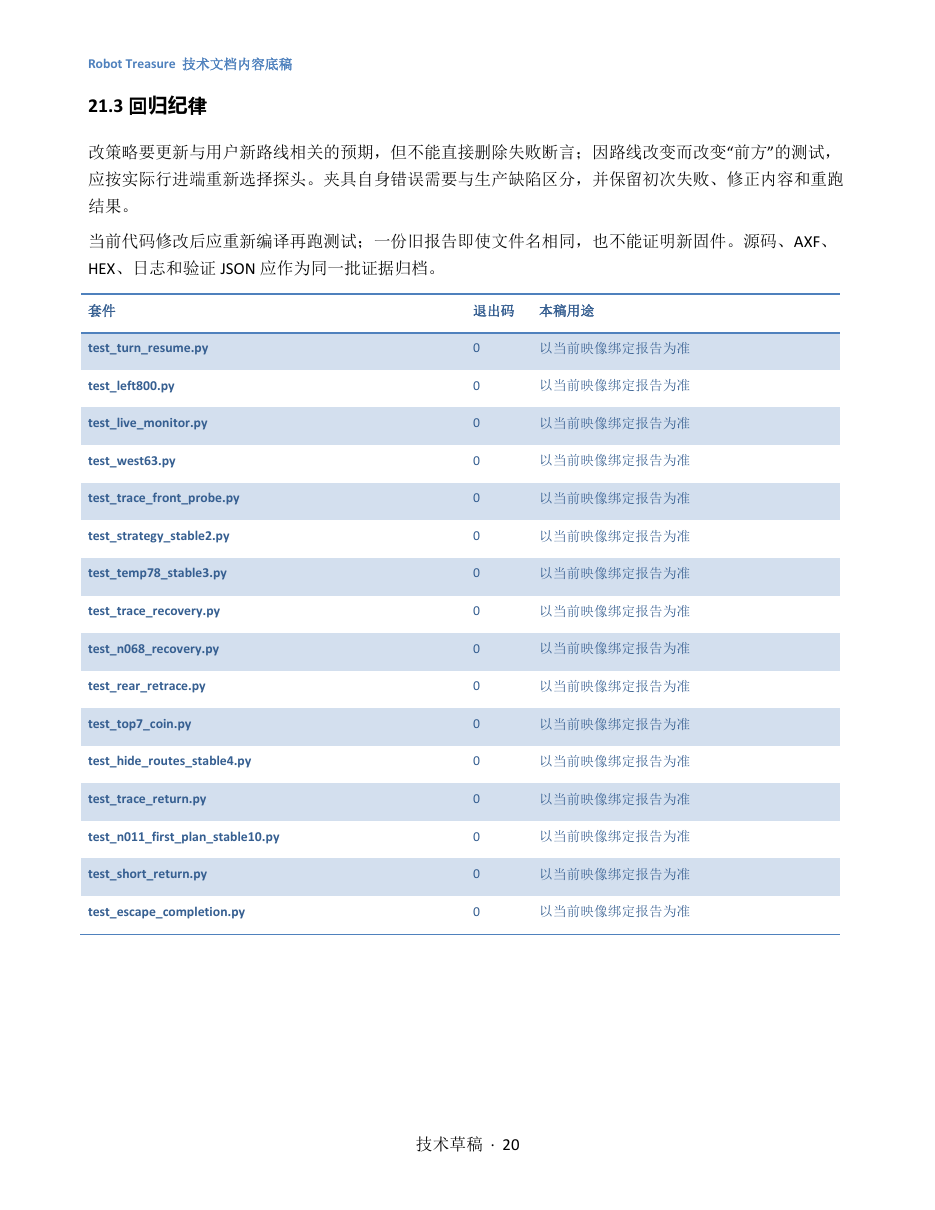 Robot Treasure 技术文档内容底稿
21.3 回归纪律
改策略要更新与用户新路线相关的预期，但不能直接删除失败断言；因路线改变而改变“前方”的测试，
应按实际行进端重新选择探头。夹具自身错误需要与生产缺陷区分，并保留初次失败、修正内容和重跑
结果。
当前代码修改后应重新编译再跑测试；一份旧报告即使文件名相同，也不能证明新固件。源码、AXF、
HEX、日志和验证 JSON 应作为同一批证据归档。
套件 退出码 本稿用途
test_turn_resume.py 0 以当前映像绑定报告为准
test_left800.py 0 以当前映像绑定报告为准
test_live_monitor.py 0 以当前映像绑定报告为准
test_west63.py 0 以当前映像绑定报告为准
test_trace_front_probe.py 0 以当前映像绑定报告为准
test_strategy_stable2.py 0 以当前映像绑定报告为准
test_temp78_stable3.py 0 以当前映像绑定报告为准
test_trace_recovery.py 0 以当前映像绑定报告为准
test_n068_recovery.py 0 以当前映像绑定报告为准
test_rear_retrace.py 0 以当前映像绑定报告为准
test_top7_coin.py 0 以当前映像绑定报告为准
test_hide_routes_stable4.py 0 以当前映像绑定报告为准
test_trace_return.py 0 以当前映像绑定报告为准
test_n011_first_plan_stable10.py 0 以当前映像绑定报告为准
test_short_return.py 0 以当前映像绑定报告为准
test_escape_completion.py 0 以当前映像绑定报告为准
技术草稿 · 20